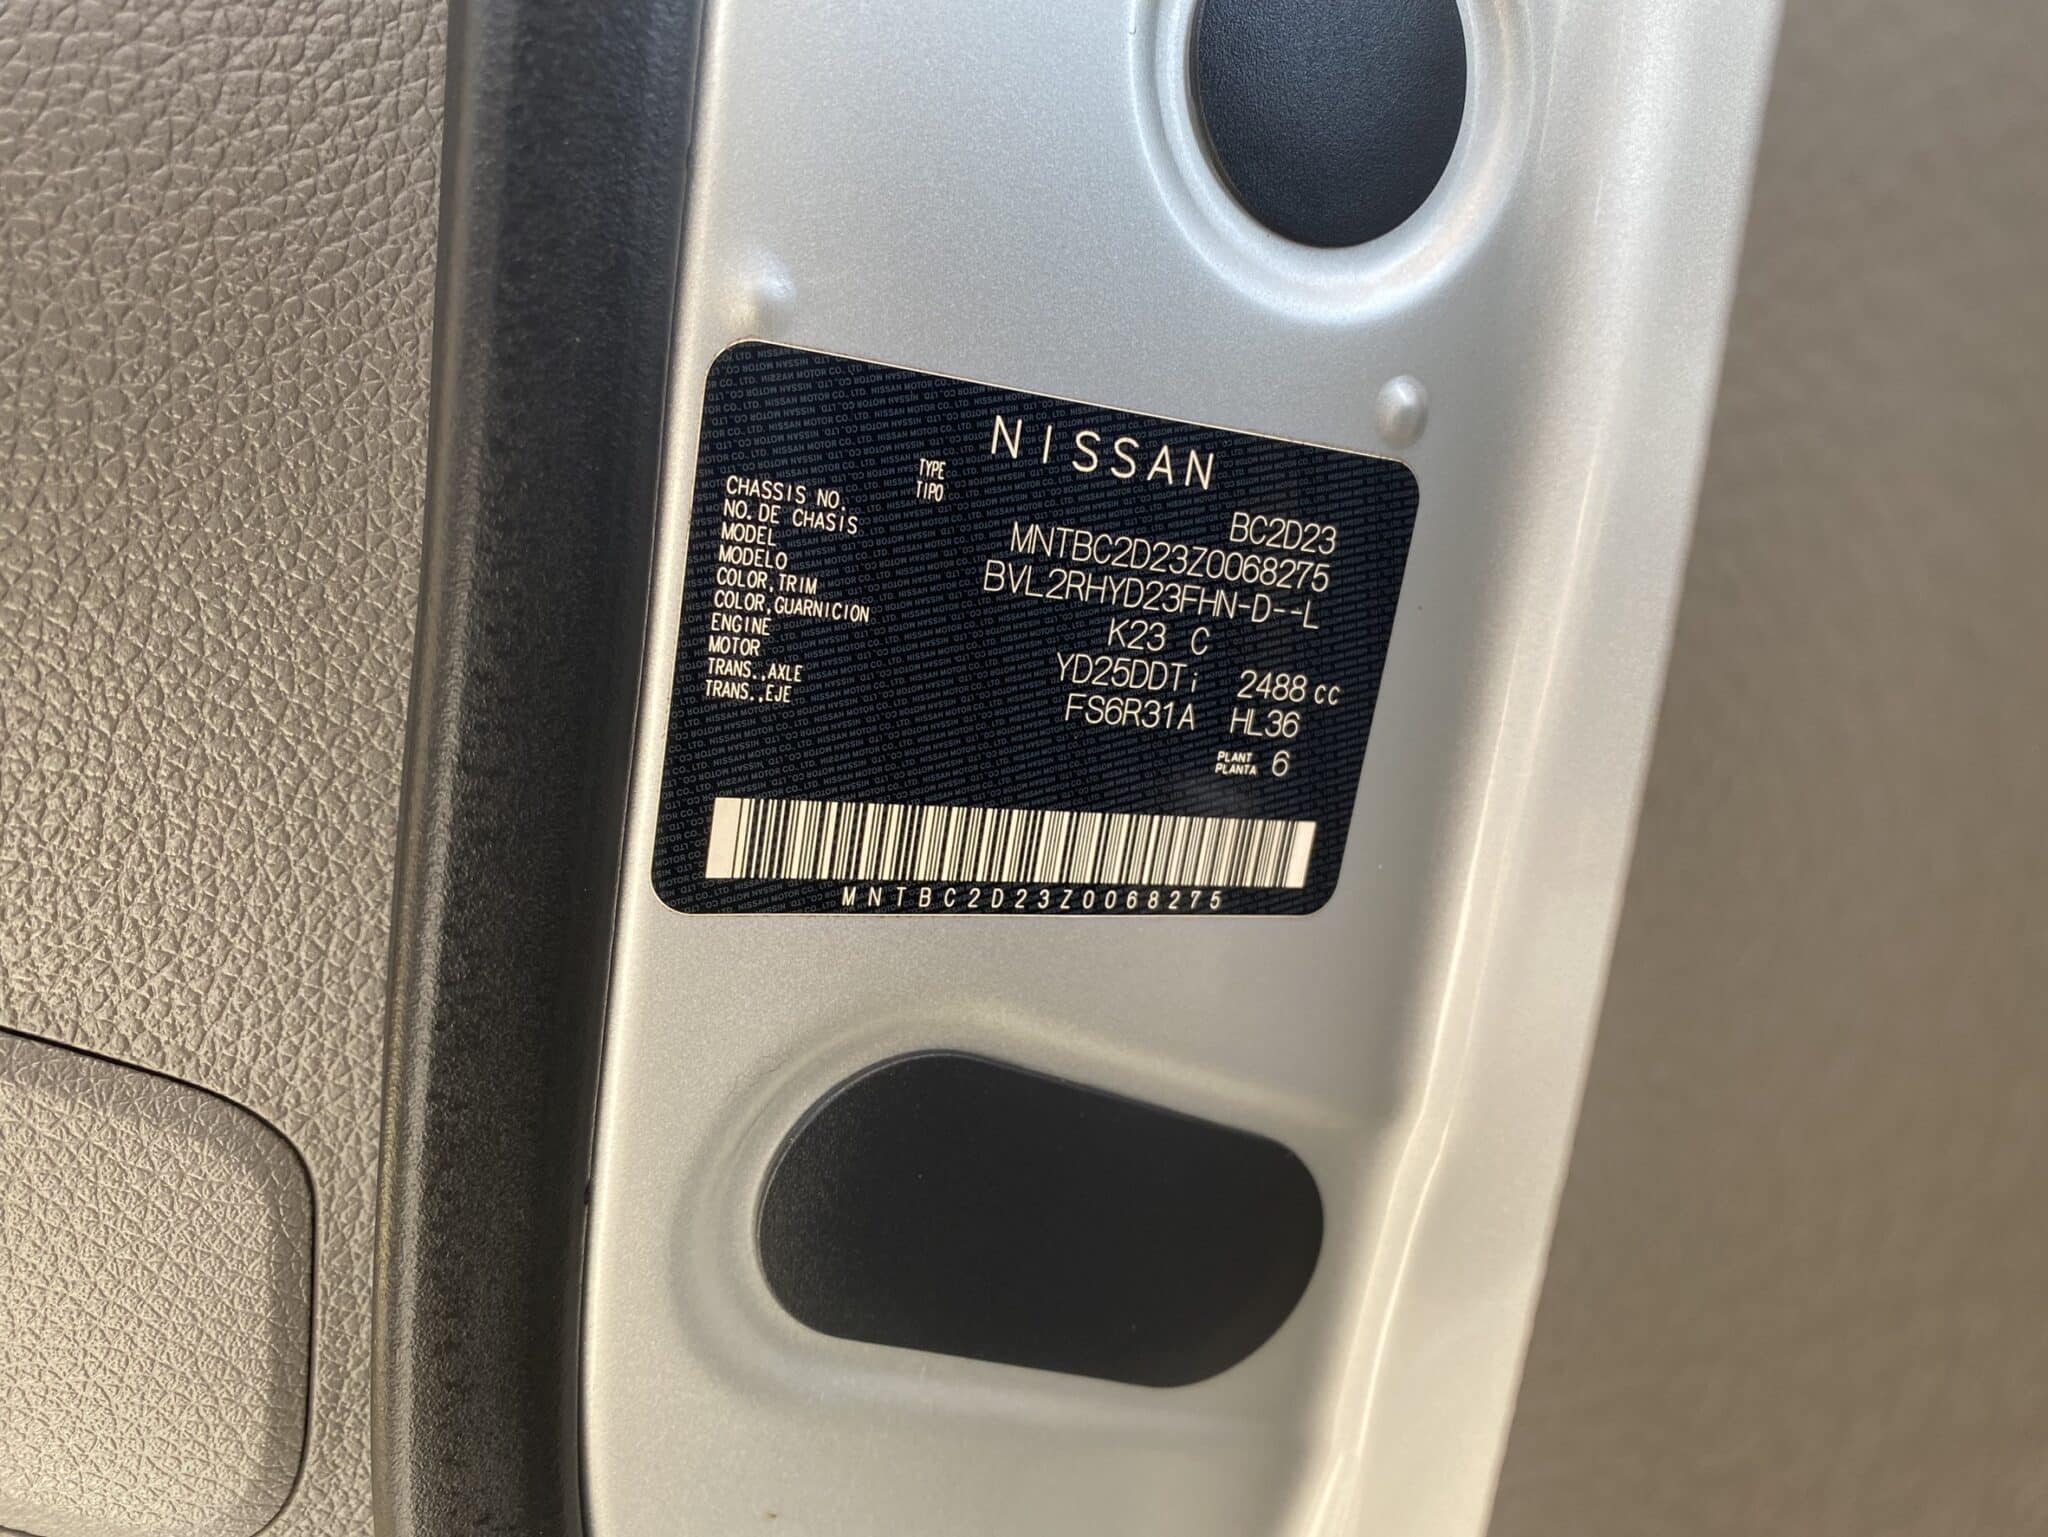 NISSAN
TYPE
TIPO
BC2D23
CHASSIS NO.
NO. DE CHASIS
MNTBC2D23Z0068275
MODEL
MODELO
BVL2RHYD23FHN-D--L
COLOR,TRIM
COLOR,GUARNICION
K23 C
ENGINE
MOTOR
YD25DDTi 2488 cc
TRANS.,AXLE
TRANS.,EJE
FS6R31A HL36
PLANT
PLANTA
6
MNTBC2D23Z0068275